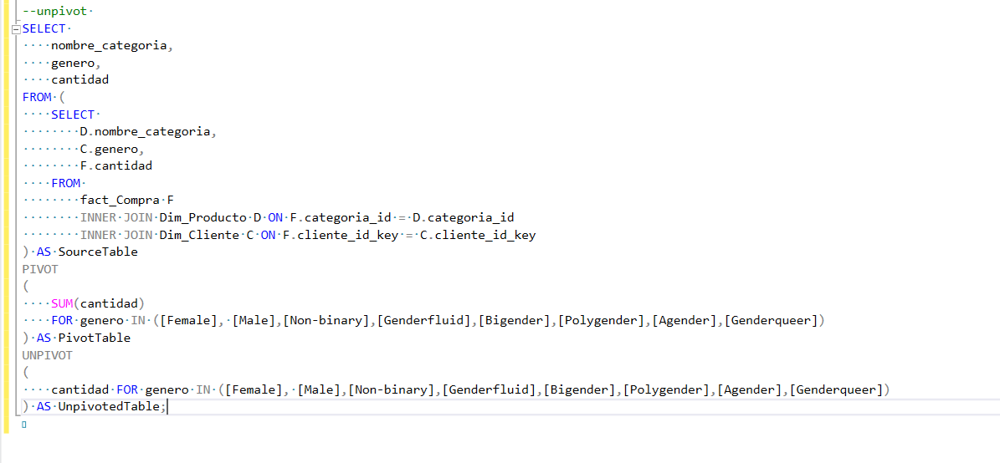 --unpivot
SELECT
    nombre_categoria,
    genero,
    cantidad
FROM (
    SELECT
        D.nombre_categoria,
        C.genero,
        F.cantidad
    FROM
        fact_Compra F
        INNER JOIN Dim_Producto D ON F.categoria_id = D.categoria_id
        INNER JOIN Dim_Cliente C ON F.cliente_id_key = C.cliente_id_key
) AS SourceTable
PIVOT
(
    SUM(cantidad)
    FOR genero IN ([Female], [Male],[Non-binary],[Genderfluid],[Bigender],[Polygender],[Agender],[Genderqueer])
) AS PivotTable
UNPIVOT
(
    cantidad FOR genero IN ([Female], [Male],[Non-binary],[Genderfluid],[Bigender],[Polygender],[Agender],[Genderqueer])
) AS UnpivotedTable;